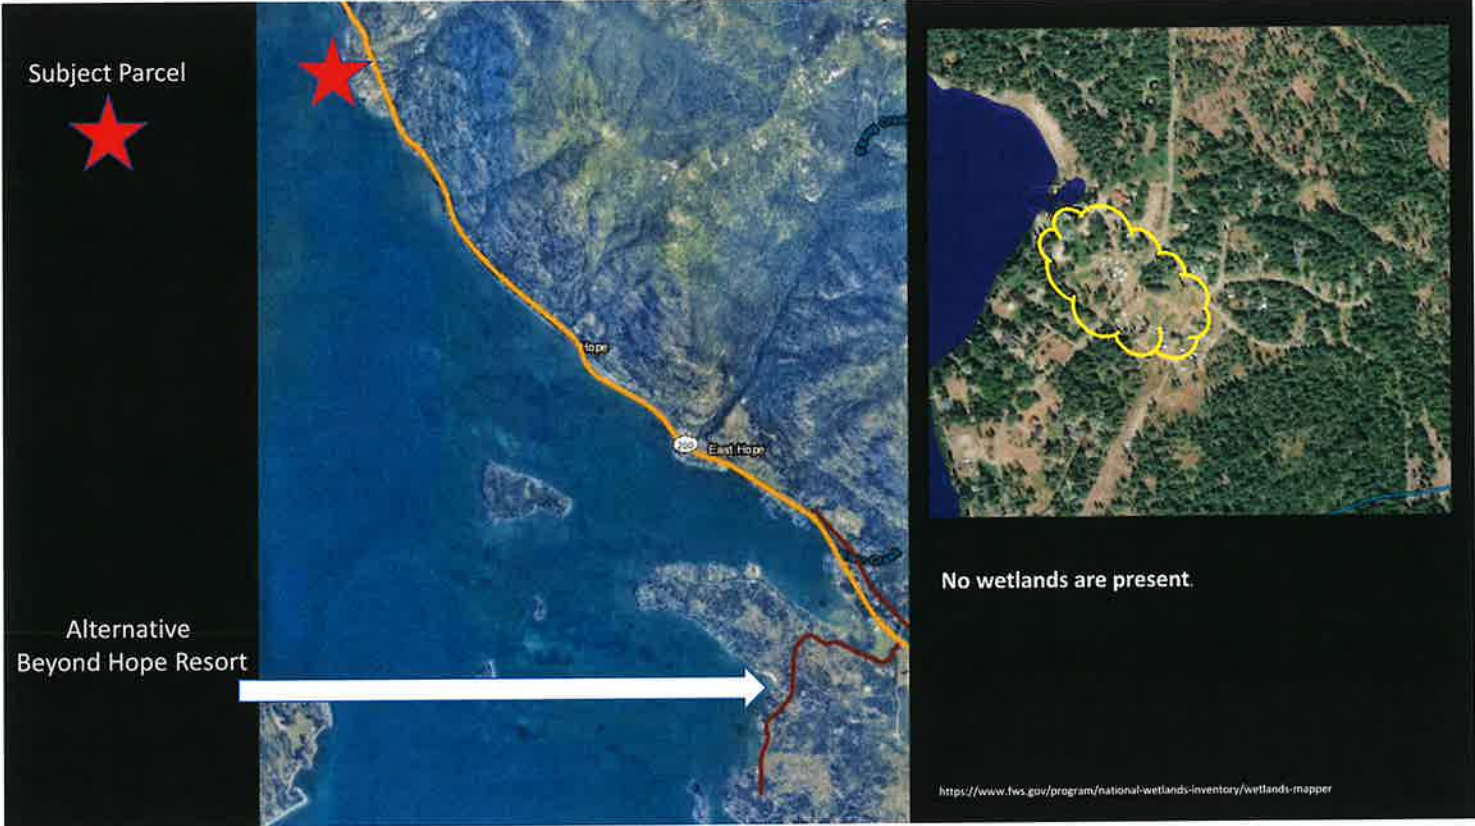 Subject Parcel
Hope
200
East Hope
Alternative
Beyond Hope Resort
No wetlands are present.
https://www.fws.gov/program/national-wetlands-inventory/wetlands-mapper